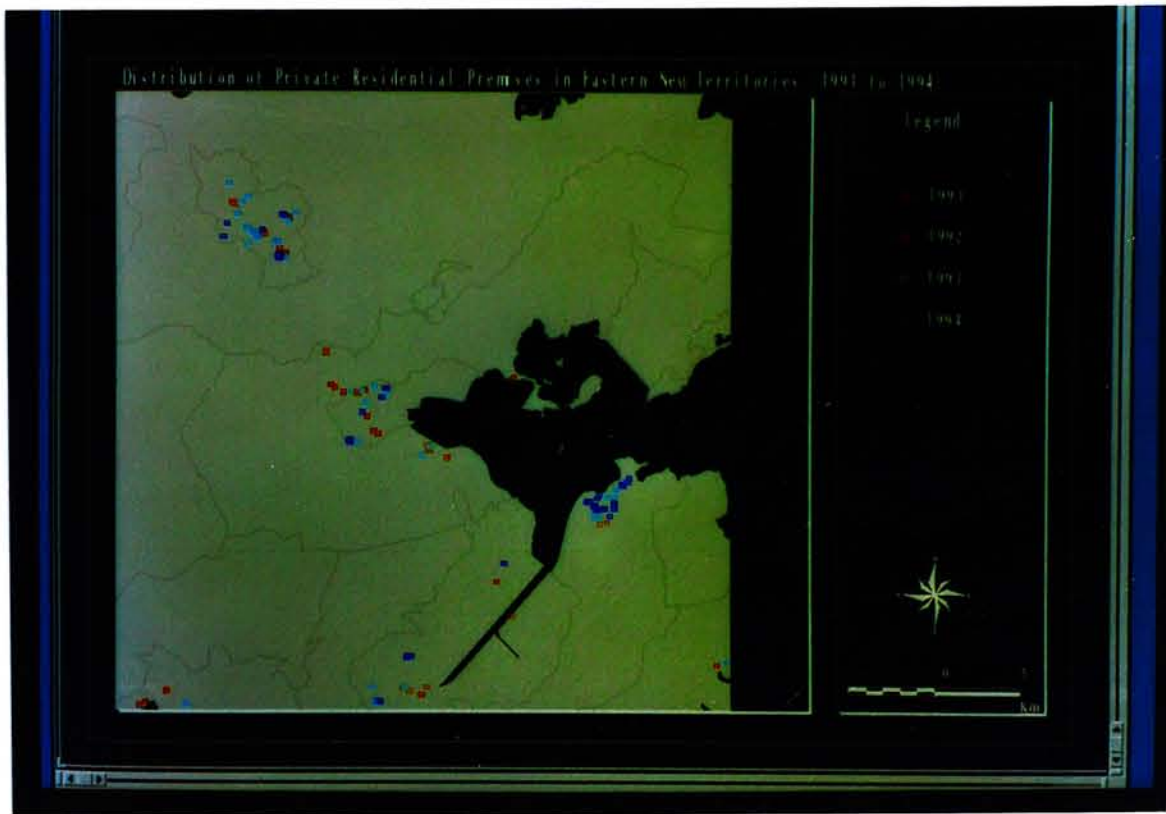 Distribution of Private Residential Premises in Eastern New Territories 1991 to 1994
legend
1991
1992
1993
1994
0
Km